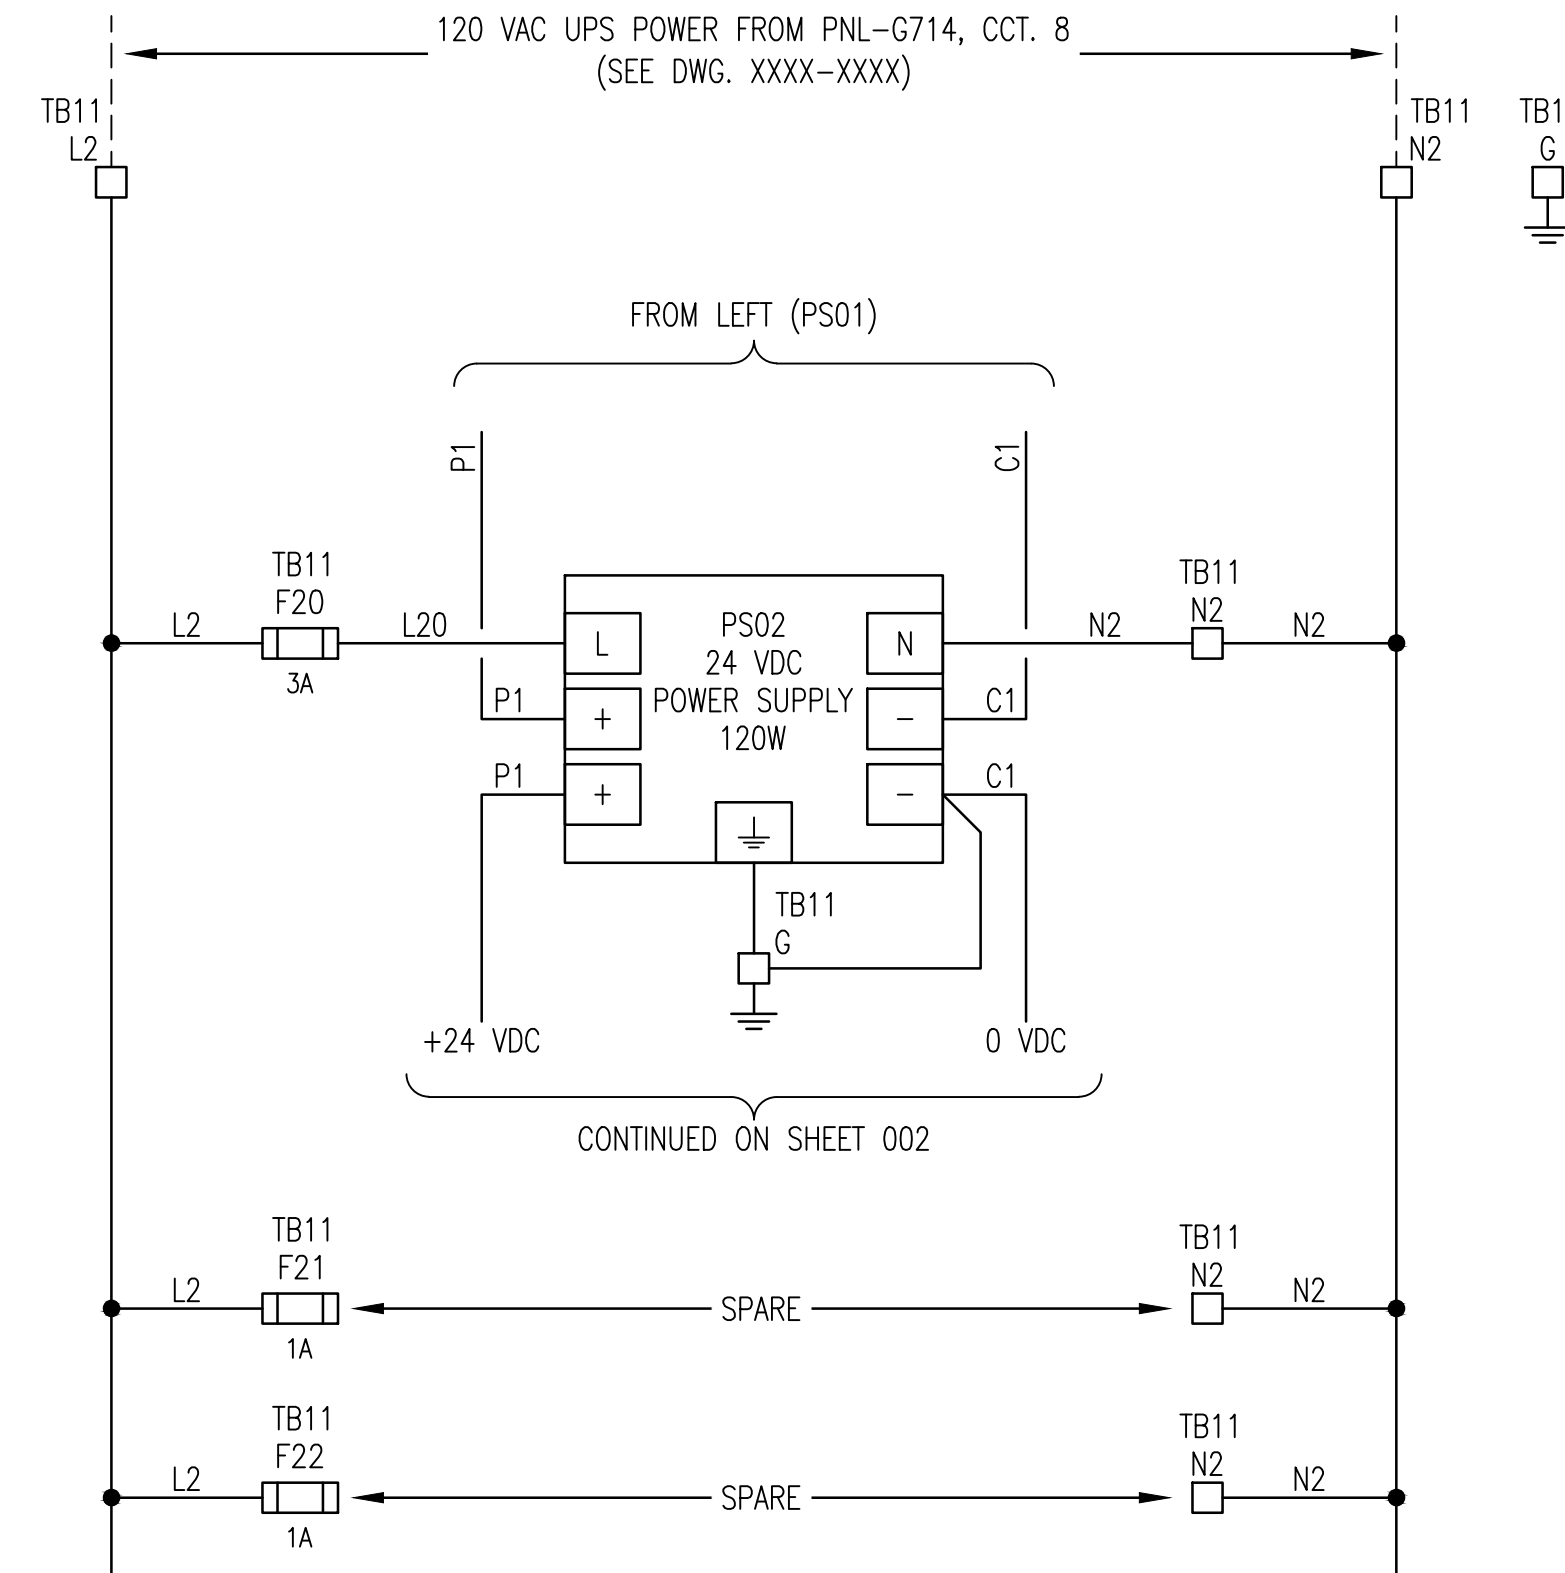 120 VAC UPS POWER FROM PNL-G714, CCT. 8
(SEE DWG. XXXX-XXXX)
TB11
L2
TB11
N2
TB1
G
FROM LEFT (PS01)
P1
C1
TB11
F20
3A
L2
L20
L
PS02
24 VDC
POWER SUPPLY
120W
N
N2
TB11
N2
N2
P1
+
-
C1
P1
+
-
C1
TB11
G
+24 VDC
0 VDC
CONTINUED ON SHEET 002
TB11
F21
L2
1A
SPARE
TB11
N2
N2
TB11
F22
L2
1A
SPARE
TB11
N2
N2